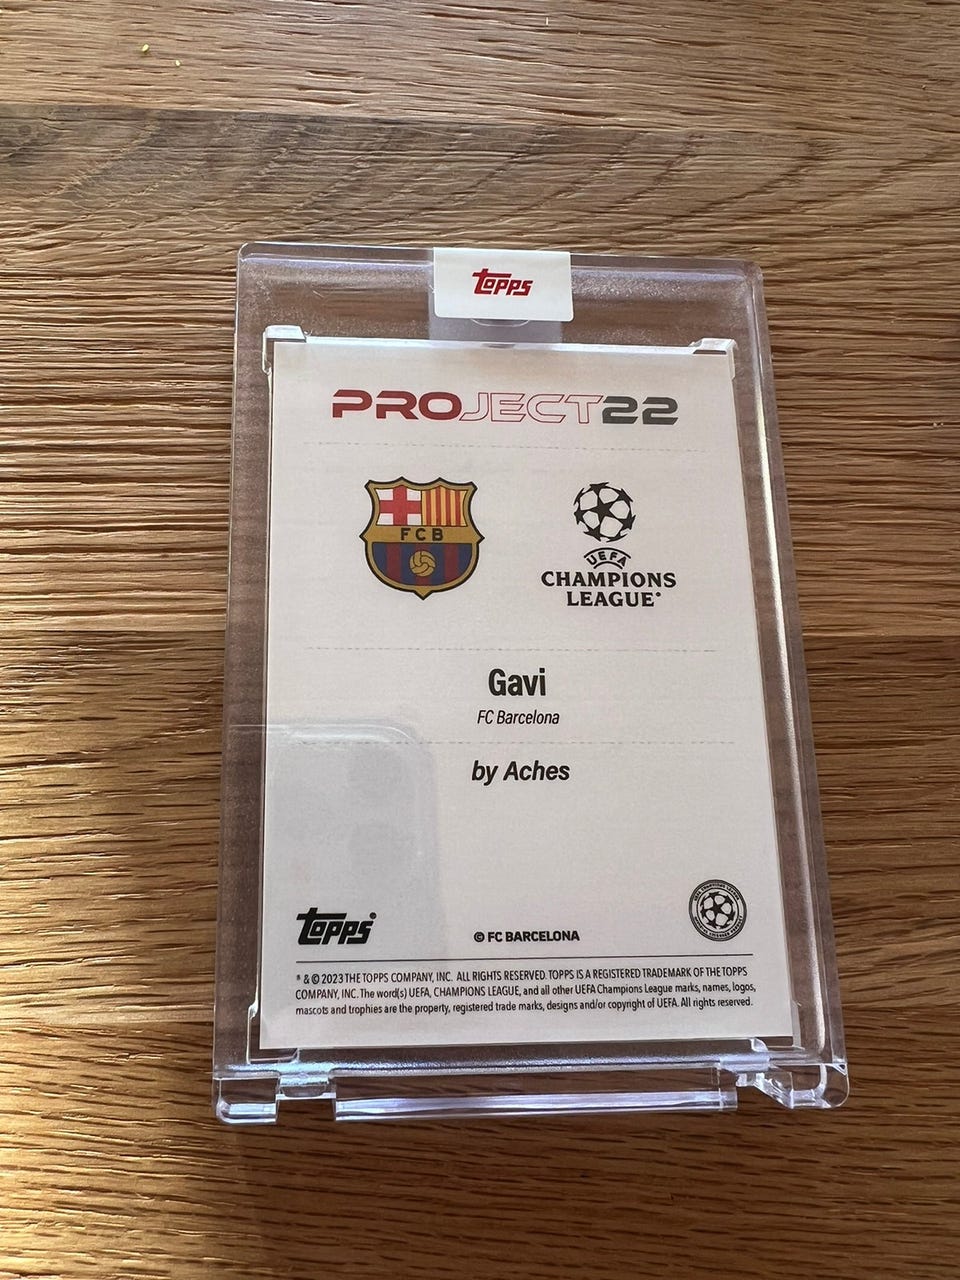 Topps
PROJECT22
FCB
UEFA
CHAMPIONS
LEAGUE®
Gavi
FC Barcelona
by Aches
Topps®
© FC BARCELONA
® & © 2023 THE TOPPS COMPANY, INC. ALL RIGHTS RESERVED. TOPPS IS A REGISTERED TRADEMARK OF THE TOPPS
COMPANY, INC. The word(s) UEFA, CHAMPIONS LEAGUE, and all other UEFA Champions League marks, names, logos,
mascots and trophies are the property, registered trade marks, designs and/or copyright of UEFA. All rights reserved.